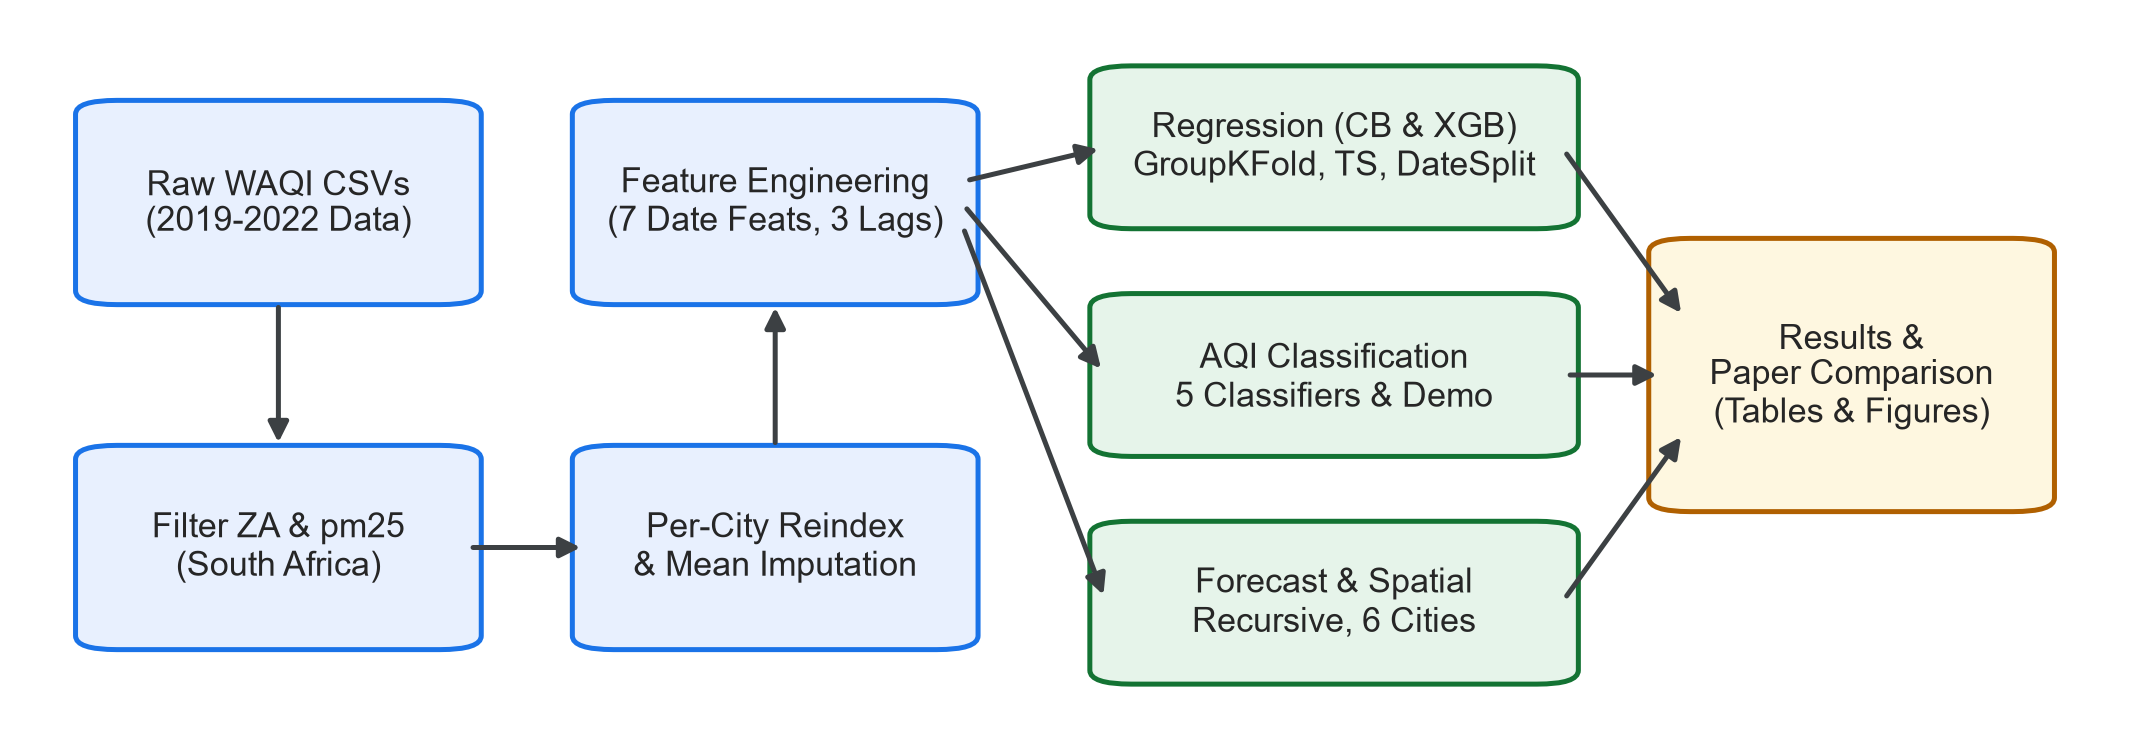 Raw WAQI CSVs
(2019-2022 Data)
Filter ZA & pm25
(South Africa)
Per-City Reindex
& Mean Imputation
Feature Engineering
(7 Date Feats, 3 Lags)
Regression (CB & XGB)
GroupKFold, TS, DateSplit
AQI Classification
5 Classifiers & Demo
Forecast & Spatial
Recursive, 6 Cities
Results &
Paper Comparison
(Tables & Figures)